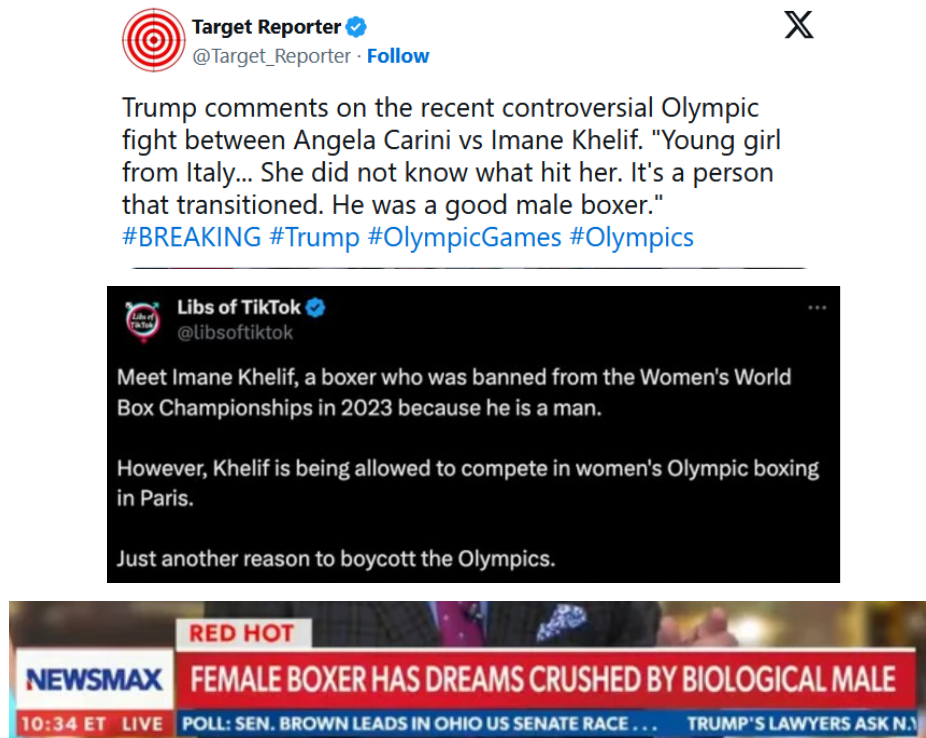 Target Reporter
@Target_Reporter · Follow
Trump comments on the recent controversial Olympic
fight between Angela Carini vs Imane Khelif. "Young girl
from Italy... She did not know what hit her. It's a person
that transitioned. He was a good male boxer."
#BREAKING #Trump #OlympicGames #Olympics
Libs of TikTok
Libs of TikTok
@libsoftiktok
Meet Imane Khelif, a boxer who was banned from the Women's World
Box Championships in 2023 because he is a man.
However, Khelif is being allowed to compete in women's Olympic boxing
in Paris.
Just another reason to boycott the Olympics.
RED HOT
NEWSMAX
FEMALE BOXER HAS DREAMS CRUSHED BY BIOLOGICAL MALE
10:34 ET LIVE POLL: SEN. BROWN LEADS IN OHIO US SENATE RACE . . . TRUMP'S LAWYERS ASK N.